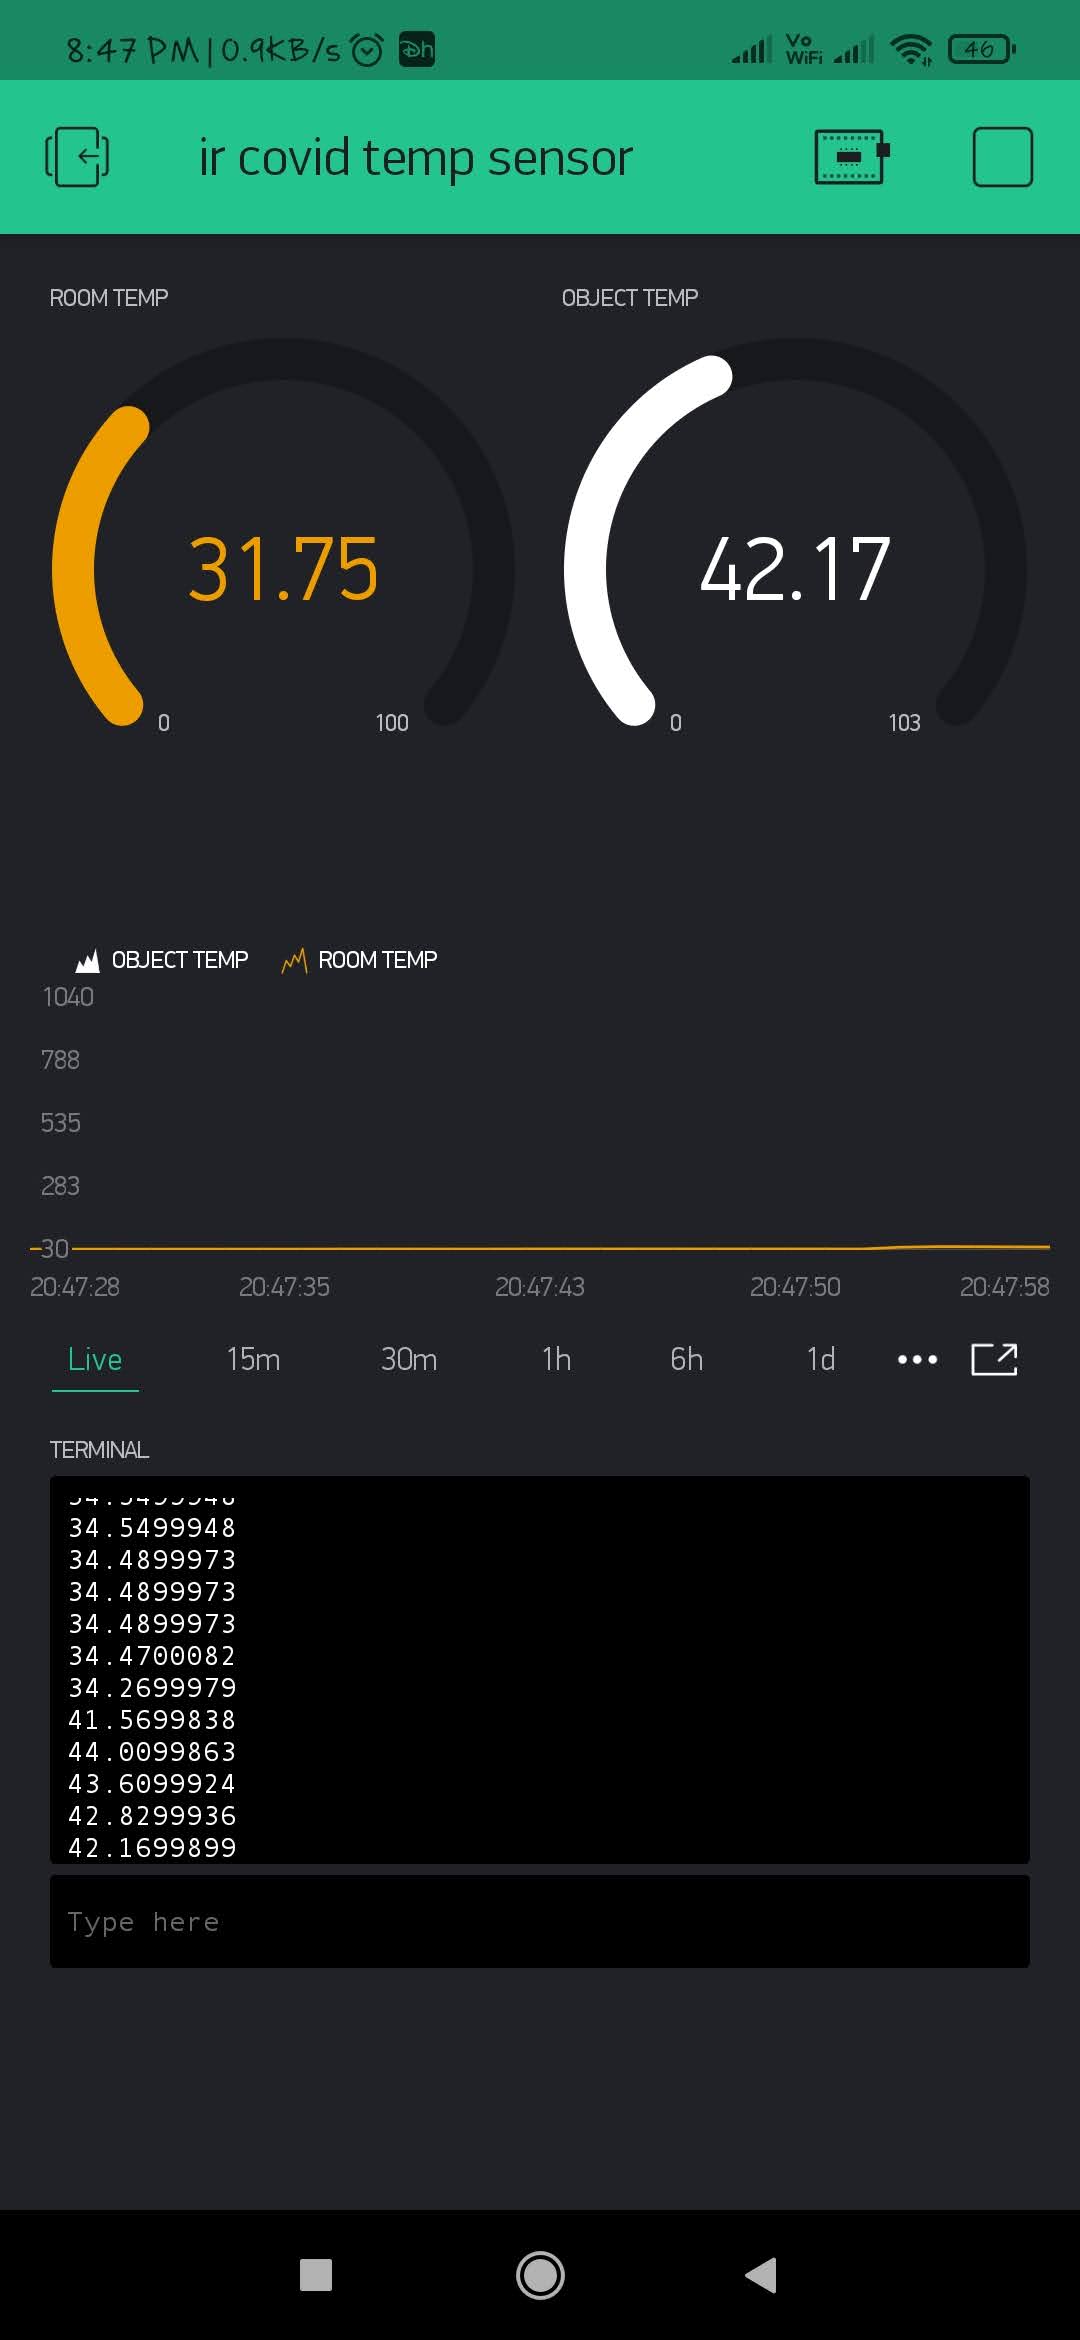 8:47 PM | 0.9KB/s Dh Vo WiFi 46
ir covid temp sensor
ROOM TEMP OBJECT TEMP
31.75 42.17
0 100 0 103
OBJECT TEMP ROOM TEMP
1040
788
535
283
30
20:47:28 20:47:35 20:47:43 20:47:50 20:47:58
Live 15m 30m 1h 6h 1d
TERMINAL
34.5499948
34.5499948
34.4899973
34.4899973
34.4899973
34.4700082
34.2699979
41.5699838
44.0099863
43.6099924
42.8299936
42.1699899
Type here